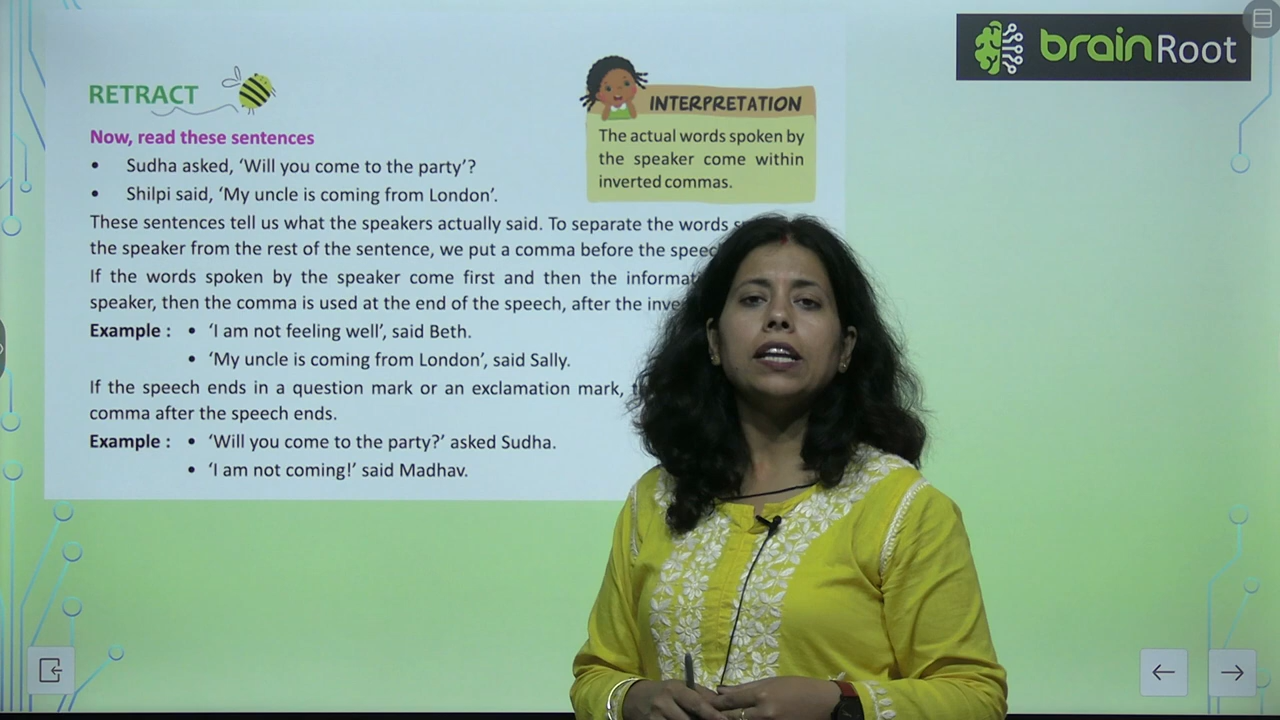 brainRoot
RETRACT
INTERPRETATION
The actual words spoken by
the speaker come within
inverted commas.
Now, read these sentences
• Sudha asked, ‘Will you come to the party’?
• Shilpi said, ‘My uncle is coming from London’.
These sentences tell us what the speakers actually said. To separate the words
the speaker from the rest of the sentence, we put a comma before the
If the words spoken by the speaker come first and then the
speaker, then the comma is used at the end of the speech, after the
Example : • ‘I am not feeling well’, said Beth.
• ‘My uncle is coming from London’, said Sally.
If the speech ends in a question mark or an exclamation mark,
comma after the speech ends.
Example : • ‘Will you come to the party?’ asked Sudha.
• ‘I am not coming!’ said Madhav.